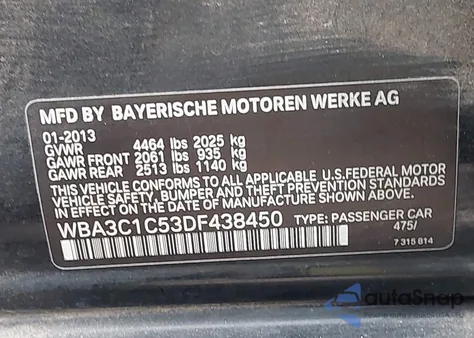 MFD BY BAYERISCHE MOTOREN WERKE AG
01-2013
GVWR 4464 lbs 2025 kg
GAWR FRONT 2061 lbs 935 kg
GAWR REAR 2513 lbs 1140 kg
THIS VEHICLE CONFORMS TO ALL APPLICABLE U.S.FEDERAL MOTOR
VEHICLE SAFETY, BUMPER AND THEFT PREVENTION STANDARDS
IN EFFECT ON THE DATE OF MANUFACTURE SHOWN ABOVE.
WBA3C1C53DF438450 TYPE: PASSENGER CAR
475/
7 315 814
autaSnap